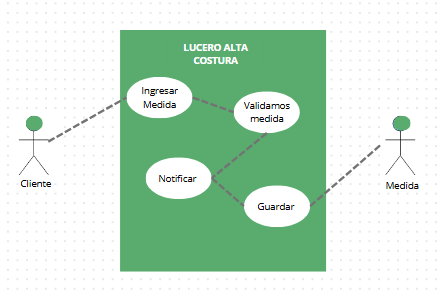 LUCERO ALTA
COSTURA
Ingresar
Medida
Validamos
medida
Notificar
Guardar
Cliente
Medida